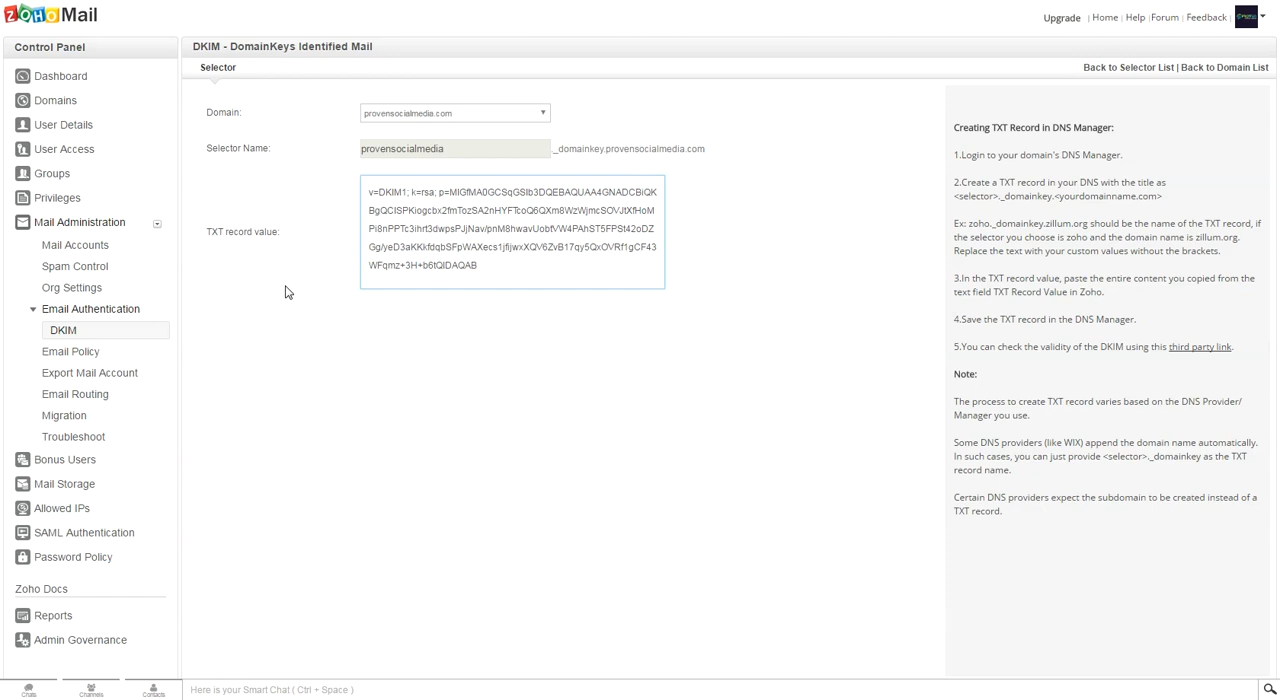 ZOHO Mail
Upgrade | Home | Help | Forum | Feedback |
Control Panel
Dashboard
Domains
User Details
User Access
Groups
Privileges
Mail Administration
Mail Accounts
Spam Control
Org Settings
Email Authentication
DKIM
Email Policy
Export Mail Account
Email Routing
Migration
Troubleshoot
Bonus Users
Mail Storage
Allowed IPs
SAML Authentication
Password Policy
Zoho Docs
Reports
Admin Governance
DKIM - DomainKeys Identified Mail
Selector
Back to Selector List | Back to Domain List
Domain:
provensocialmedia.com
Selector Name:
provensocialmedia
._domainkey.provensocialmedia.com
TXT record value:
v=DKIM1; k=rsa; p=MIGfMA0GCSqGSIb3DQEBAQUAA4GNADCBiQK
BgQCISPKiogcbx2fmTozSA2nHYFTcoQ6QXm8WzWjmcSOVJtXfHoM
Pi8nPPTc3ihrt3dwpsPJjNav/pnM8hwavUobfVW4PAhST5FPSt42oDZ
Gg/yeD3aKKkfdqbSFpWAXecs1jfijwxXQV6ZvB17qy5QxOVRf1gCF43
WFqmz+3H+b6tQIDAQAB
Creating TXT Record in DNS Manager:
1.Login to your domain's DNS Manager.
2.Create a TXT record in your DNS with the title as
<selector>._domainkey.<yourdomainname.com>
Ex: zoho._domainkey.zillum.org should be the name of the TXT record, if
the selector you choose is zoho and the domain name is zillum.org.
Replace the text with your custom values without the brackets.
3.In the TXT record value, paste the entire content you copied from the
text field TXT Record Value in Zoho.
4.Save the TXT record in the DNS Manager.
5.You can check the validity of the DKIM using this third party link.
Note:
The process to create TXT record varies based on the DNS Provider/
Manager you use.
Some DNS providers (like WIX) append the domain name automatically.
In such cases, you can just provide <selector>._domainkey as the TXT
record name.
Certain DNS providers expect the subdomain to be created instead of a
TXT record.
Chats
Channels
Contacts
Here is your Smart Chat ( Ctrl + Space )